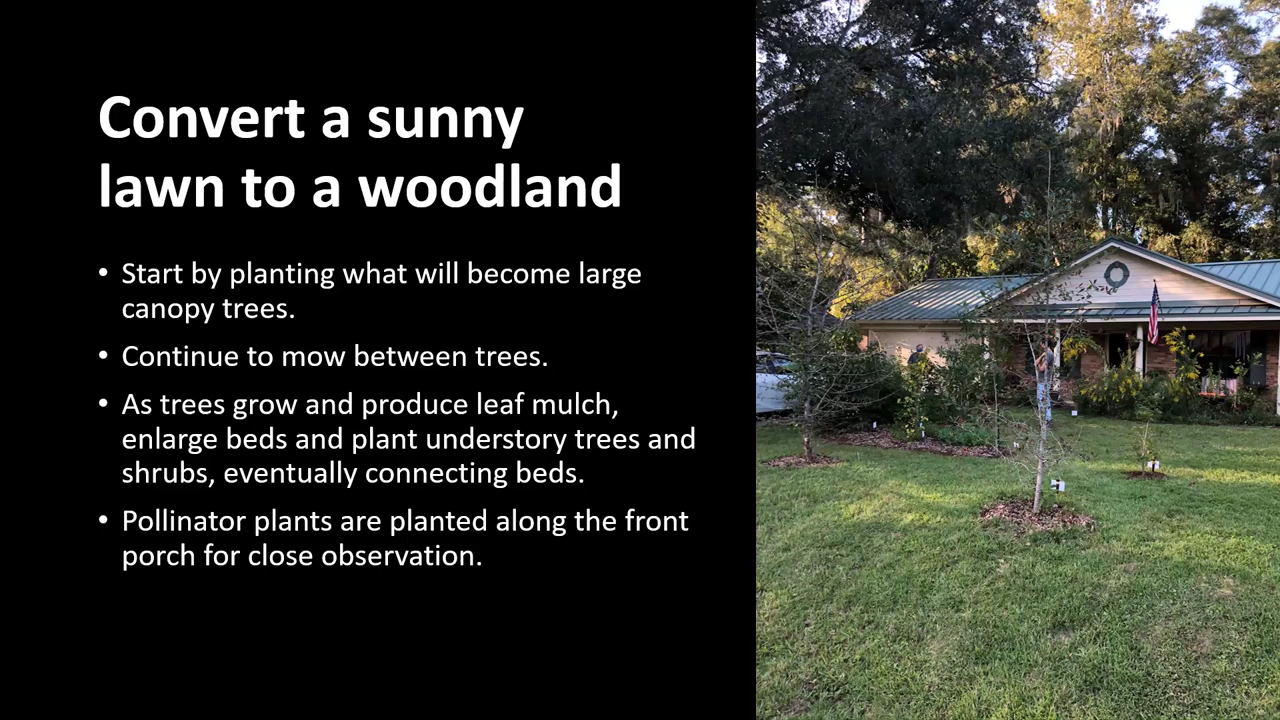 Convert a sunny
lawn to a woodland
• Start by planting what will become large
canopy trees.
• Continue to mow between trees.
• As trees grow and produce leaf mulch,
enlarge beds and plant understory trees and
shrubs, eventually connecting beds.
• Pollinator plants are planted along the front
porch for close observation.